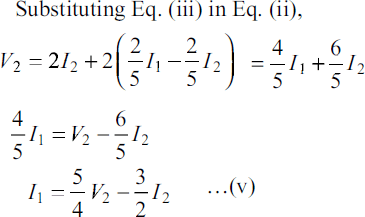 Substituting Eq. (iii) in Eq. (ii),
V₂ = 2I₂ + 2(2/5 I₁ − 2/5 I₂) = 4/5 I₁ + 6/5 I₂
4/5 I₁ = V₂ − 6/5 I₂
I₁ = 5/4 V₂ − 3/2 I₂ ...(v)